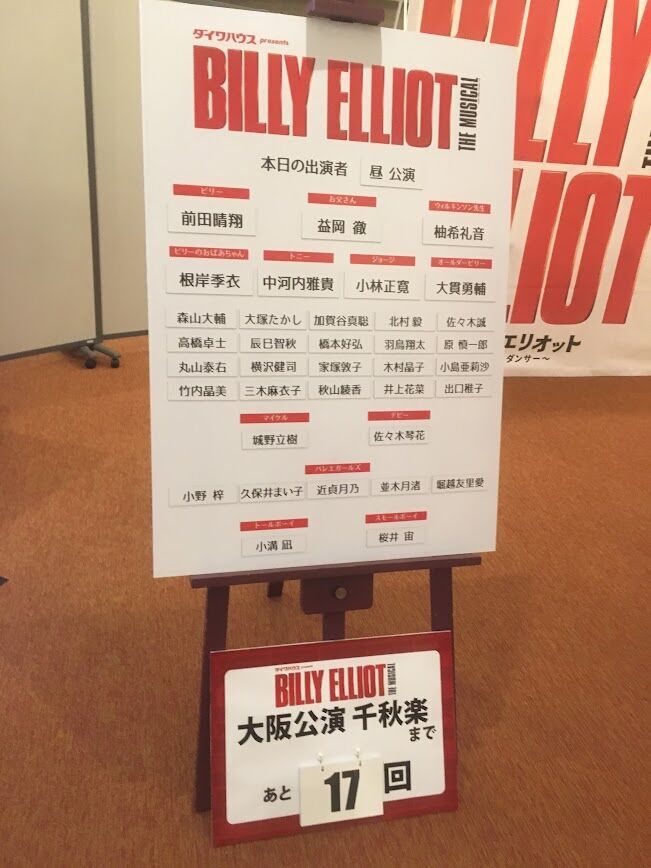 ダイワハウス presents
BILLY ELLIOT THE MUSICAL
本日の出演者 昼 公演
ビリー お父さん ウィルキンソン先生
前田晴翔 益岡 徹 柚希礼音
ビリーのおばあちゃん トニー ジョージ オールダービリー
根岸季衣 中河内雅貴 小林正寛 大貫勇輔
森山大輔 大塚たかし 加賀谷真聡 北村 毅 佐々木誠
高橋卓士 辰巳智秋 橋本好弘 羽鳥翔太 原 慎一郎
丸山泰右 横沢健司 家塚敦子 木村晶子 小島亜莉沙
竹内晶美 三木麻衣子 秋山綾香 井上花菜 出口稚子
マイケル デビー
城野立樹 佐々木琴花
バレエガールズ
小野 梓 久保井まい子 近貞月乃 並木月渚 堀越友里愛
トールボーイ スモールボーイ
小溝 凪 桜井 宙
ダイワハウス presents
BILLY ELLIOT THE MUSICAL
大阪公演 千秋楽
まで
あと 17 回
BILLY
ELLIOT
エリオット
ダンサー～